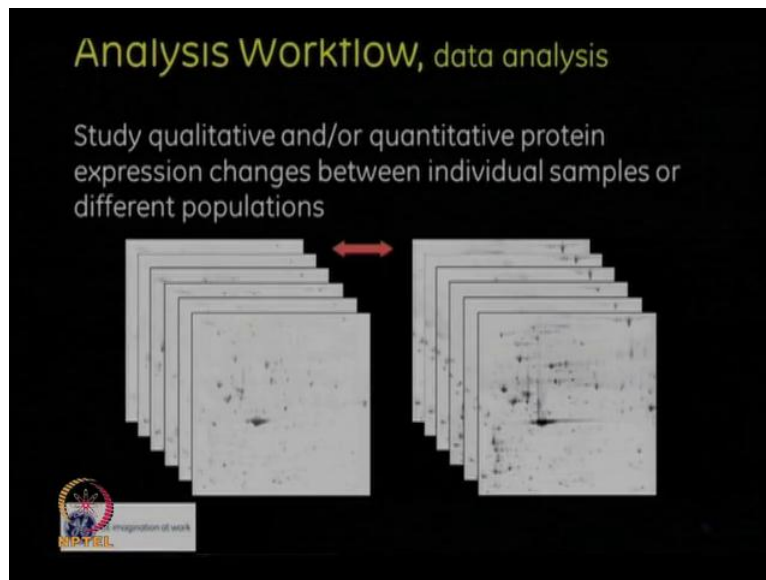 Analysis Workflow, data analysis
Study qualitative and/or quantitative protein
expression changes between individual samples or
different populations
imagination at work
NPTEL